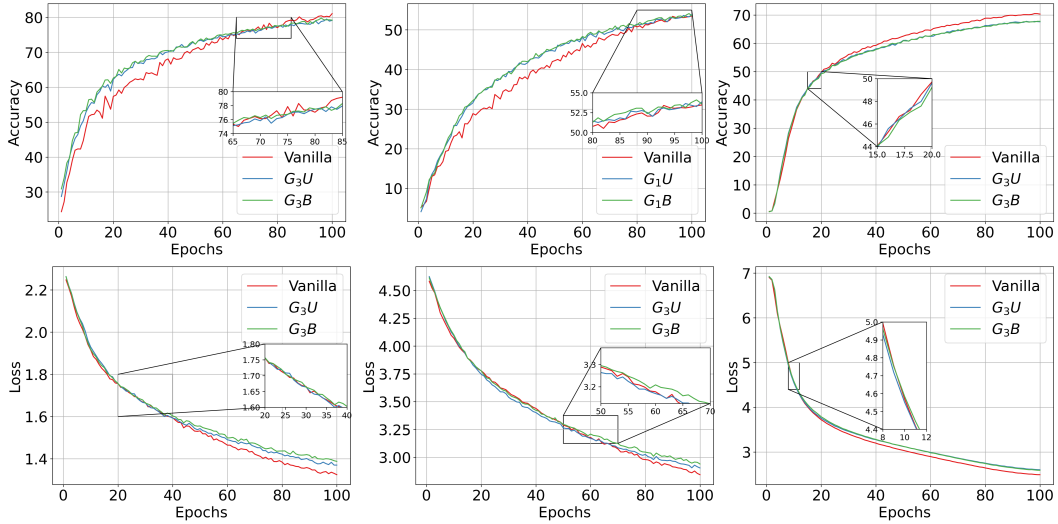 80
70
60
50
40
30
Accuracy
80
78
76
74
65 70 75 80 85
Vanilla
G₃U
G₃B
0 20 40 60 80 100
Epochs
50
40
30
20
10
Accuracy
55.0
52.5
50.0
80 85 90 95 100
Vanilla
G₁U
G₁B
0 20 40 60 80 100
Epochs
70
60
50
40
30
20
10
0
Accuracy
50
48
46
44
15.0 17.5 20.0
Vanilla
G₃U
G₃B
0 20 40 60 80 100
Epochs
2.2
2.0
1.8
1.6
1.4
Loss
Vanilla
G₃U
G₃B
1.80
1.75
1.70
1.65
1.60
20 25 30 35 40
0 20 40 60 80 100
Epochs
4.50
4.25
4.00
3.75
3.50
3.25
3.00
Loss
Vanilla
G₃U
G₃B
3.4
3.2
50 55 60 65 70
0 20 40 60 80 100
Epochs
7
6
5
4
3
Loss
Vanilla
G₃U
G₃B
5.0
4.9
4.8
4.7
4.6
4.4
8 10 12
0 20 40 60 80 100
Epochs